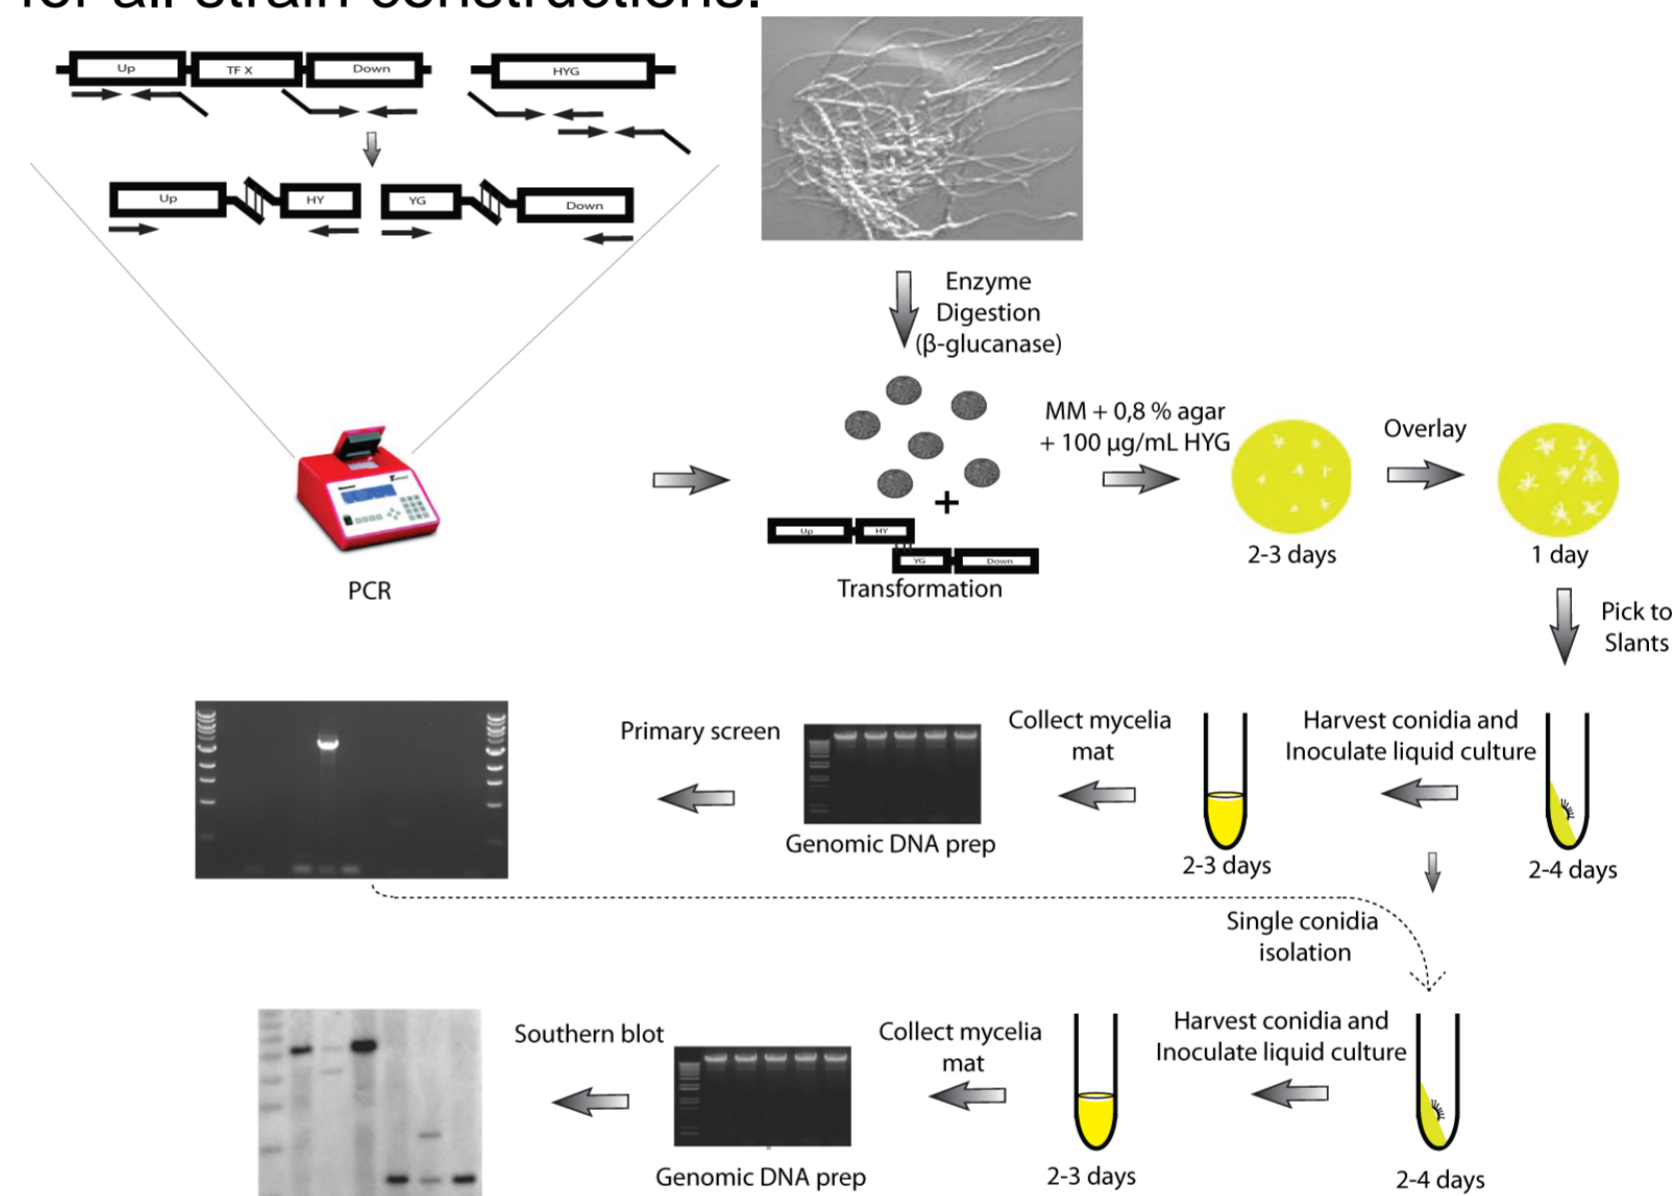 for all strain constructions.
Up
TF X
Down
HYG
Up
HY
YG
Down
Enzyme
Digestion
(β-glucanase)
MM + 0,8 % agar
+ 100 µg/mL HYG
Overlay
Up
HY
YG
Down
2-3 days
1 day
PCR
Transformation
Pick to
Slants
Primary screen
Collect mycelia
mat
Harvest conidia and
Inoculate liquid culture
Genomic DNA prep
2-3 days
2-4 days
Single conidia
isolation
Southern blot
Collect mycelia
mat
Harvest conidia and
Inoculate liquid culture
Genomic DNA prep
2-3 days
2-4 days